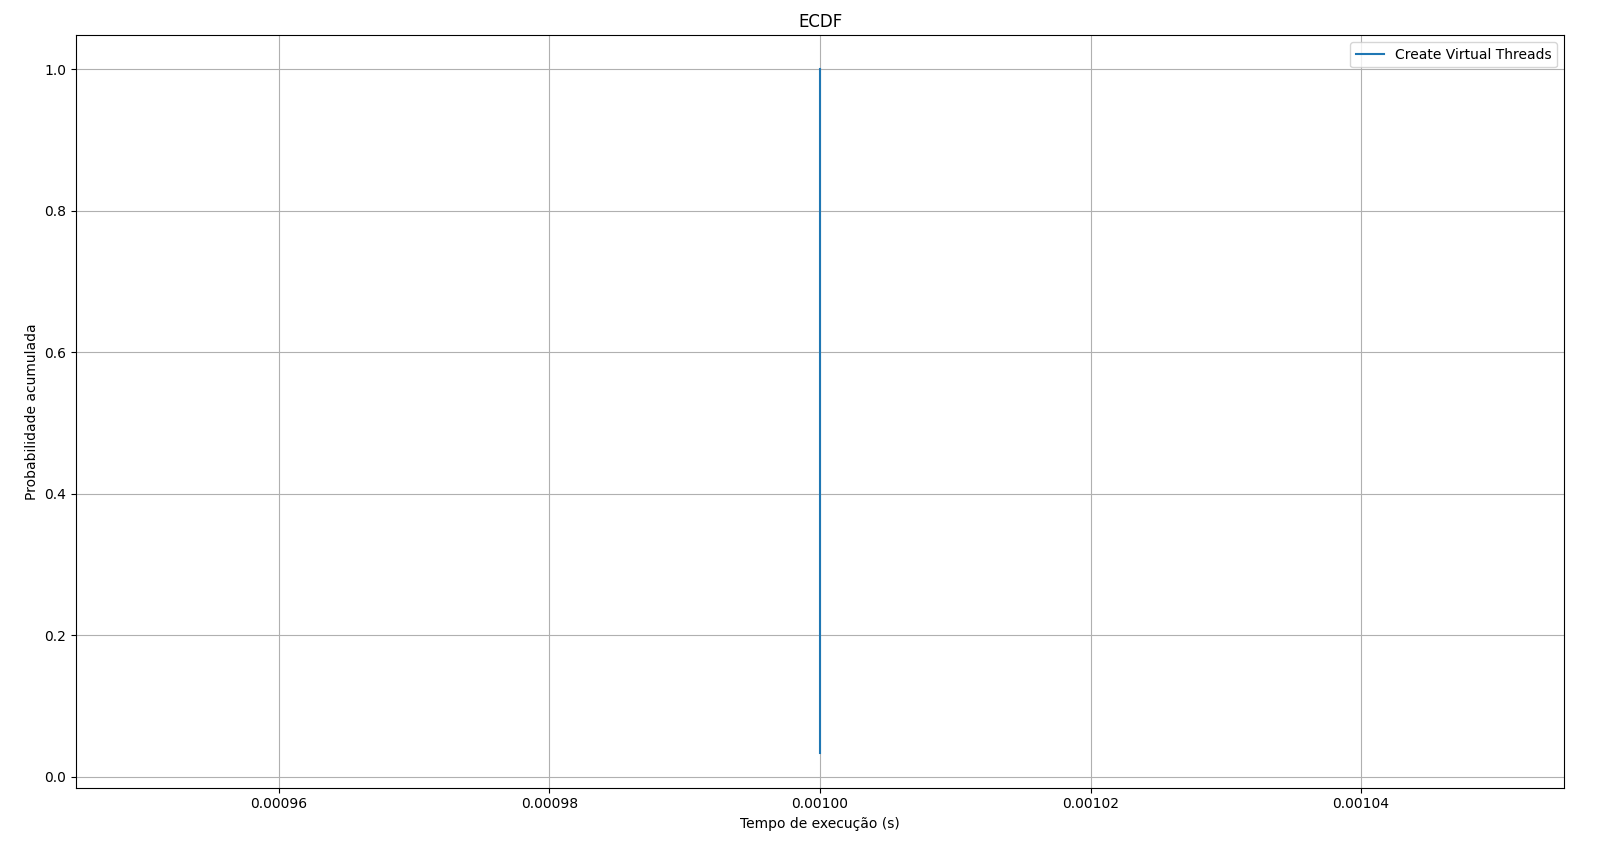 ECDF
Create Virtual Threads
1.0
0.8
0.6
0.4
0.2
0.0
Probabilidade acumulada
0.00096
0.00098
0.00100
0.00102
0.00104
Tempo de execução (s)